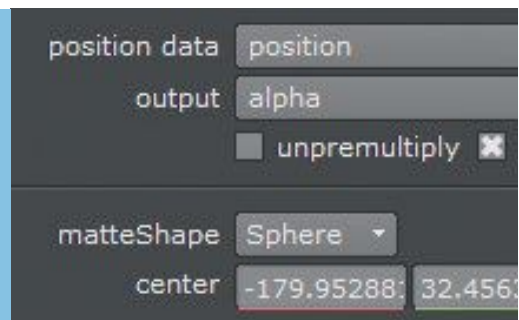 position data position
output alpha
unpremultiply
matteShape Sphere
center -179.95288 32.456